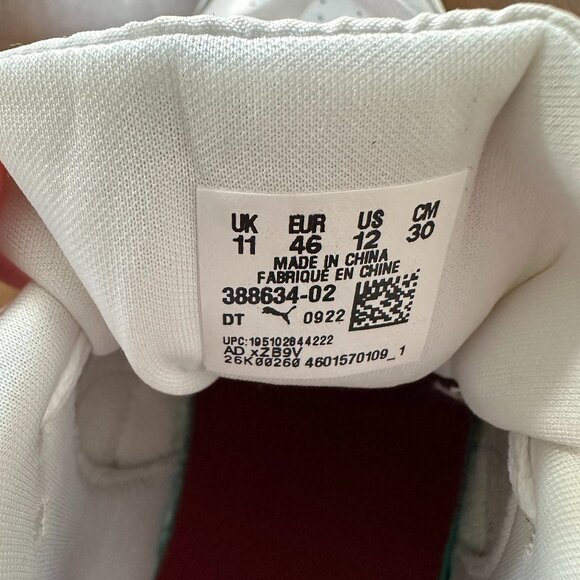 UK EUR US CM
11 46 12 30
MADE IN CHINA
FABRIQUÉ EN CHINE
388634-02
DT 0922
UPC:195102844222
AD xZB9V
26K00260 4601570109_1